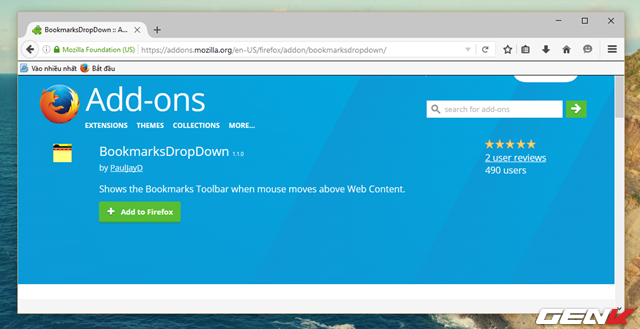 BookmarksDropDown :: A...
Mozilla Foundation (US)
https://addons.mozilla.org/en-US/firefox/addon/bookmarksdropdown/
Search
Vào nhiều nhất
Bắt đầu
Add-ons
EXTENSIONS THEMES COLLECTIONS MORE...
search for add-ons
BookmarksDropDown 1.1.0
by PaulJayD
2 user reviews
490 users
Shows the Bookmarks Toolbar when mouse moves above Web Content.
+ Add to Firefox
GENK